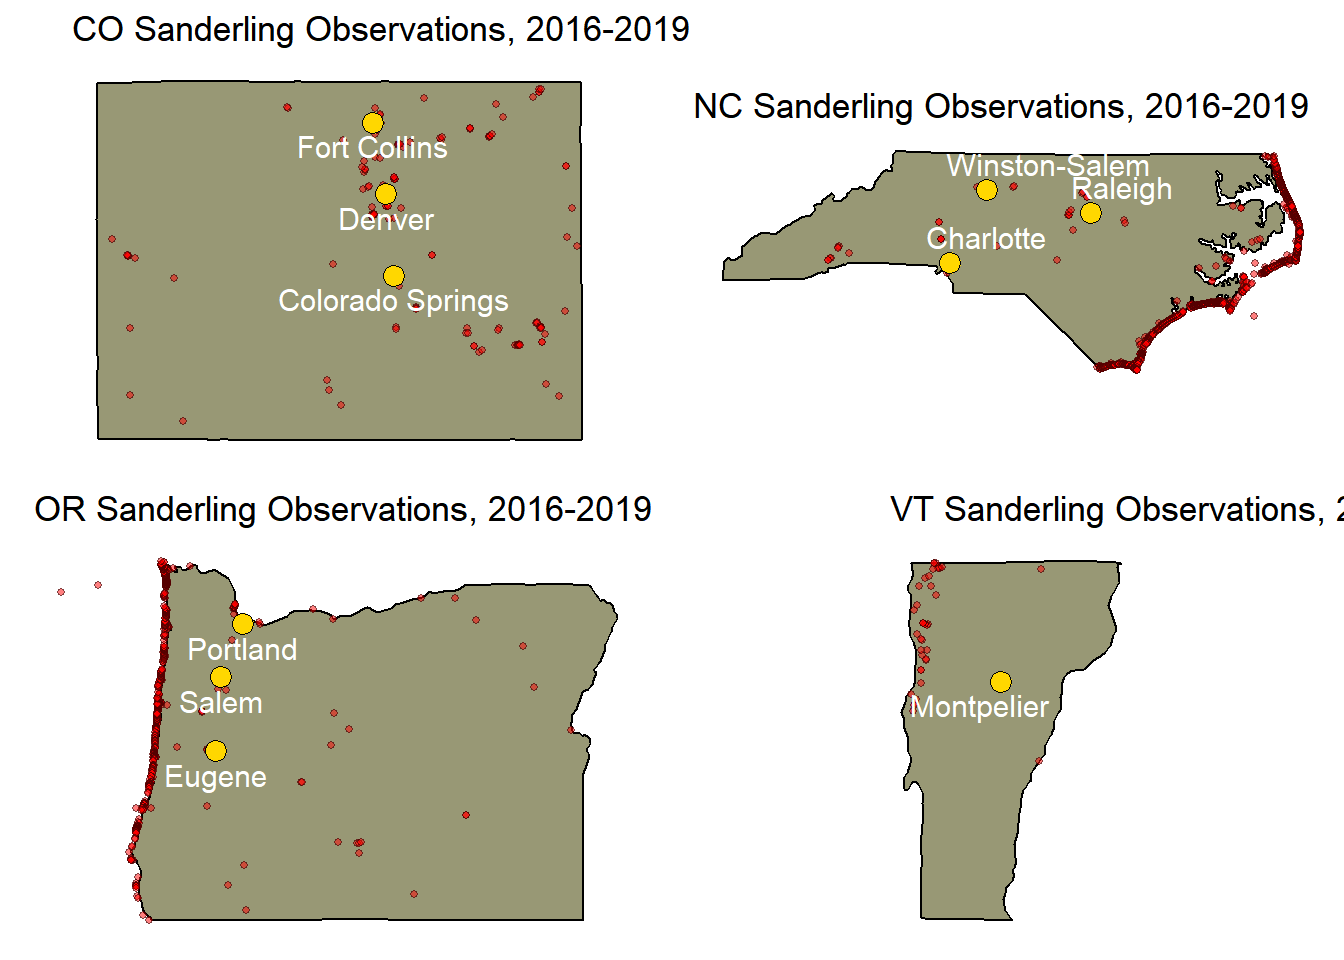 CO Sanderling Observations, 2016-2019
Fort Collins
Denver
Colorado Springs
NC Sanderling Observations, 2016-2019
Winston-Salem
Raleigh
Charlotte
OR Sanderling Observations, 2016-2019
Portland
Salem
Eugene
VT Sanderling Observations, 2
Montpelier